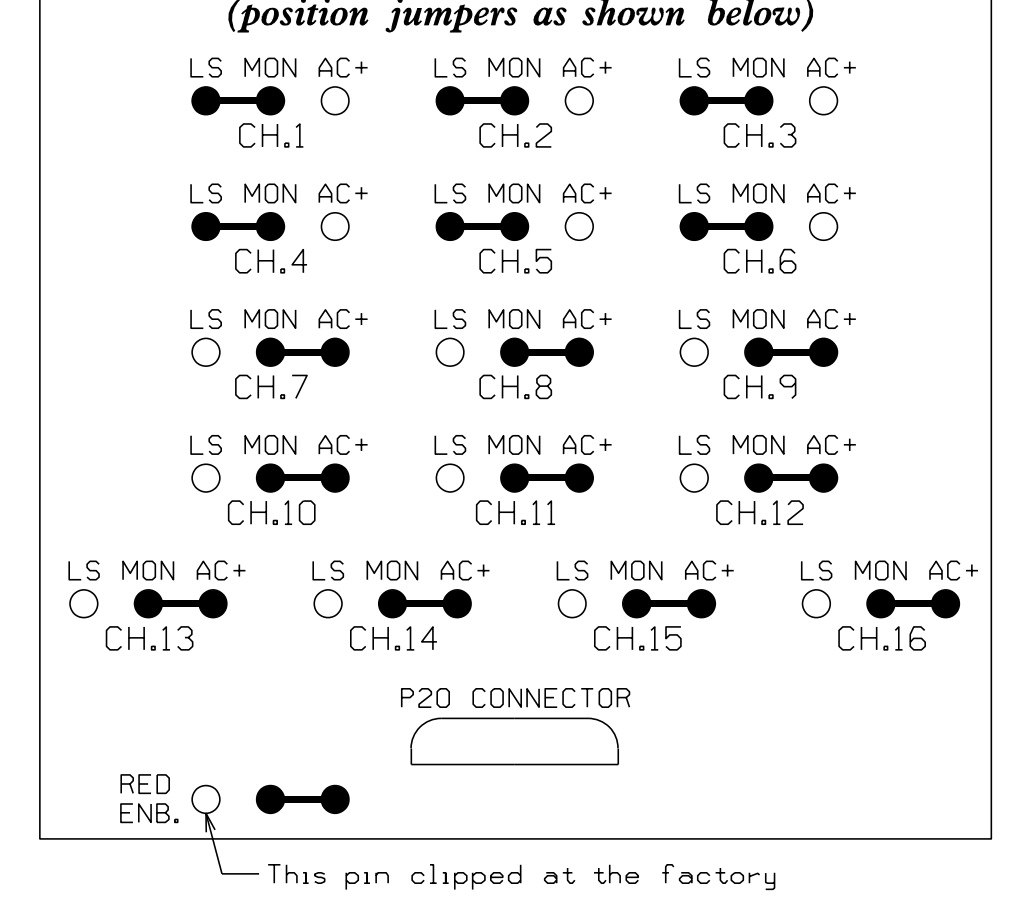 (position jumpers as shown below)
LS MON AC+ LS MON AC+ LS MON AC+
CH.1 CH.2 CH.3
LS MON AC+ LS MON AC+ LS MON AC+
CH.4 CH.5 CH.6
LS MON AC+ LS MON AC+ LS MON AC+
CH.7 CH.8 CH.9
LS MON AC+ LS MON AC+ LS MON AC+
CH.10 CH.11 CH.12
LS MON AC+ LS MON AC+ LS MON AC+ LS MON AC+
CH.13 CH.14 CH.15 CH.16
P20 CONNECTOR
RED
ENB.
This pin clipped at the factory